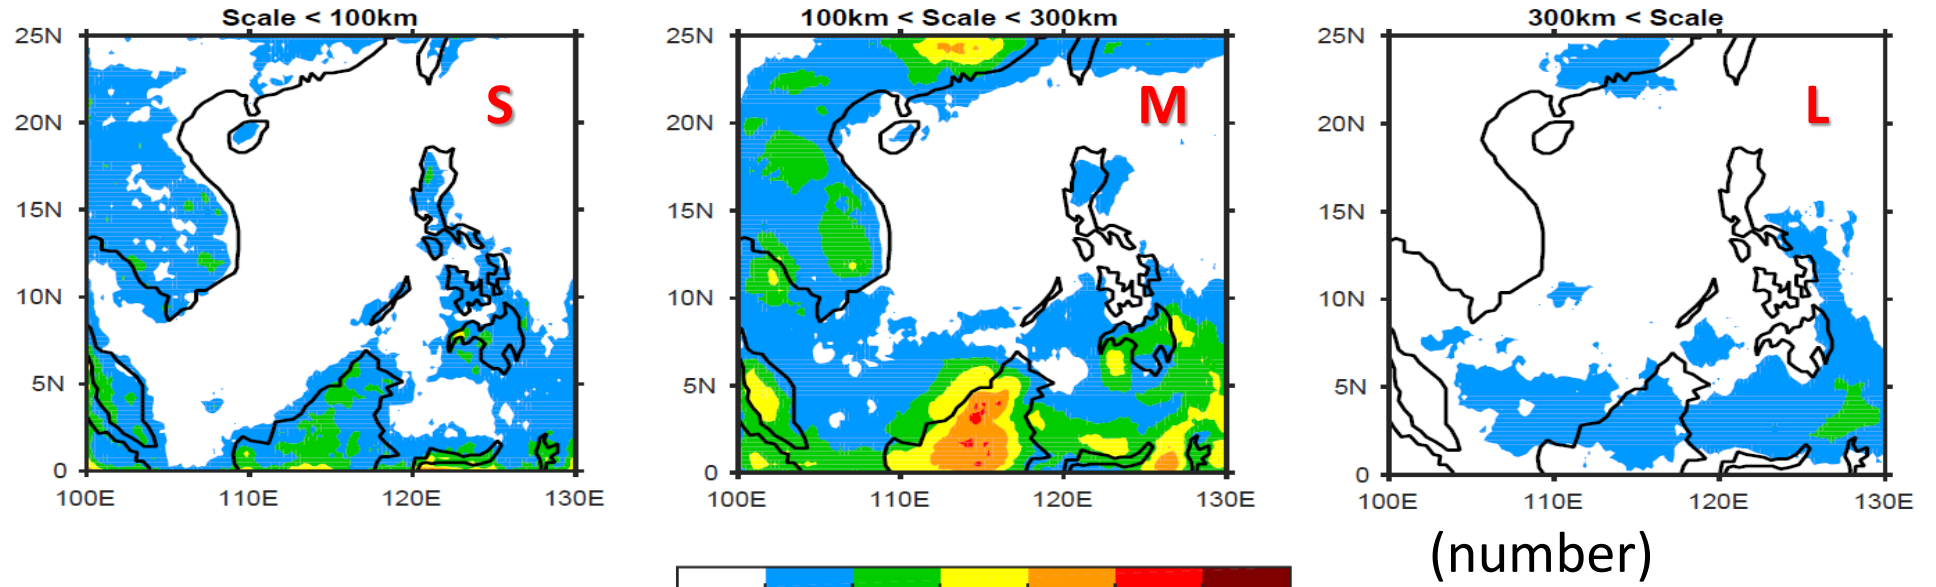 Scale < 100km
25N
20N
15N
10N
5N
0
100E 110E 120E 130E
S
100km < Scale < 300km
25N
20N
15N
10N
5N
0
100E 110E 120E 130E
M
300km < Scale
25N
20N
15N
10N
5N
0
100E 110E 120E 130E
L
(number)